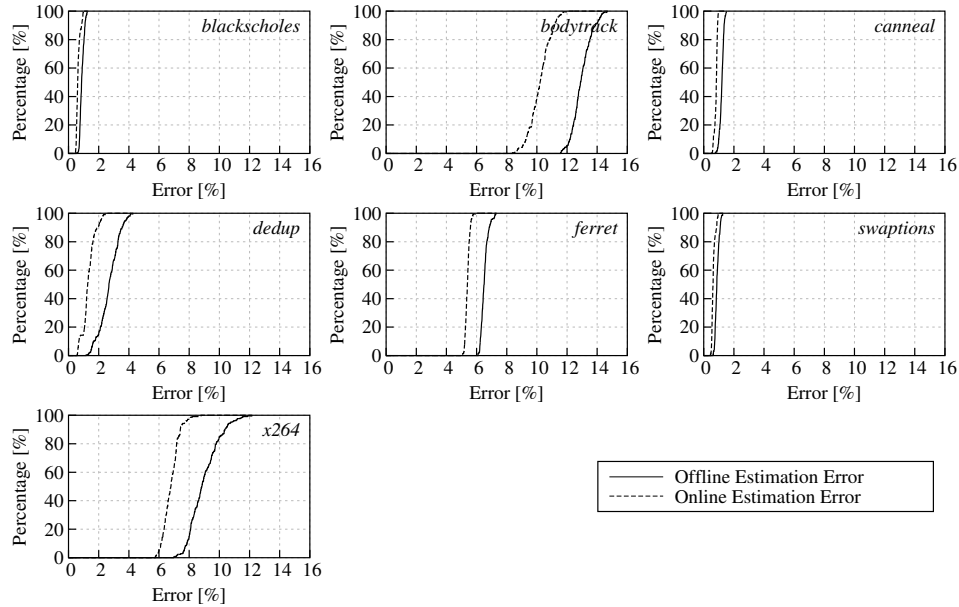 blackscholes
Percentage [%]
100
80
60
40
20
0
0 2 4 6 8 10 12 14 16
Error [%]
bodytrack
Percentage [%]
100
80
60
40
20
0
0 2 4 6 8 10 12 14 16
Error [%]
canneal
Percentage [%]
100
80
60
40
20
0
0 2 4 6 8 10 12 14 16
Error [%]
dedup
Percentage [%]
100
80
60
40
20
0
0 2 4 6 8 10 12 14 16
Error [%]
ferret
Percentage [%]
100
80
60
40
20
0
0 2 4 6 8 10 12 14 16
Error [%]
swaptions
Percentage [%]
100
80
60
40
20
0
0 2 4 6 8 10 12 14 16
Error [%]
x264
Percentage [%]
100
80
60
40
20
0
0 2 4 6 8 10 12 14 16
Error [%]
Offline Estimation Error
Online Estimation Error